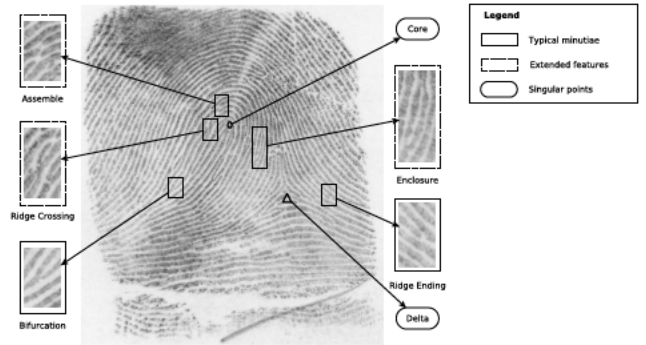 Core
Legend
Typical minutiae
Extended features
Singular points
Assemble
Enclosure
Ridge Crossing
Ridge Ending
Bifurcation
Delta